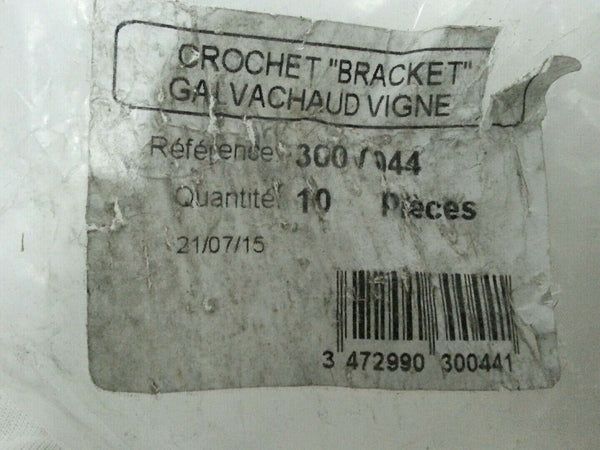 CROCHET "BRACKET"
GALVACHAUD VIGNE
Référence: 300 / 044
Quantité: 10 Pièces
21/07/15
3 472990 300441